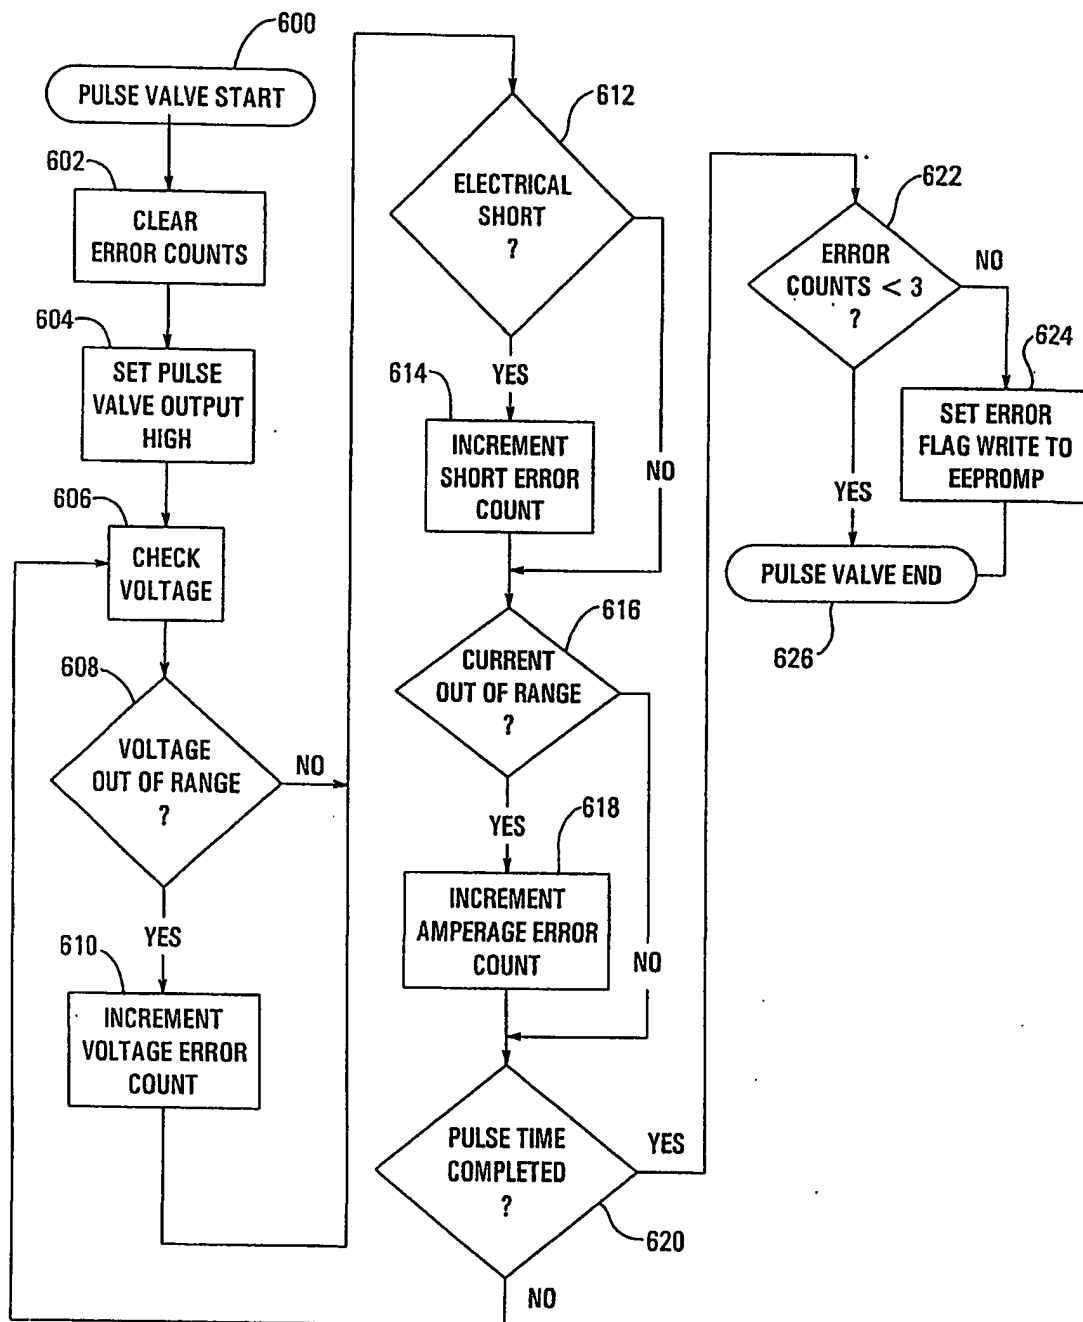 600
PULSE VALVE START
602
CLEAR
ERROR COUNTS
604
SET PULSE
VALVE OUTPUT
HIGH
606
CHECK
VOLTAGE
608
VOLTAGE
OUT OF RANGE
?
NO
YES
610
INCREMENT
VOLTAGE ERROR
COUNT
612
ELECTRICAL
SHORT
?
YES
NO
614
INCREMENT
SHORT ERROR
COUNT
616
CURRENT
OUT OF RANGE
?
YES
NO
618
INCREMENT
AMPERAGE ERROR
COUNT
PULSE TIME
COMPLETED
?
YES
620
NO
622
ERROR
COUNTS < 3
?
NO
YES
624
SET ERROR
FLAG WRITE TO
EEPROMP
PULSE VALVE END
626